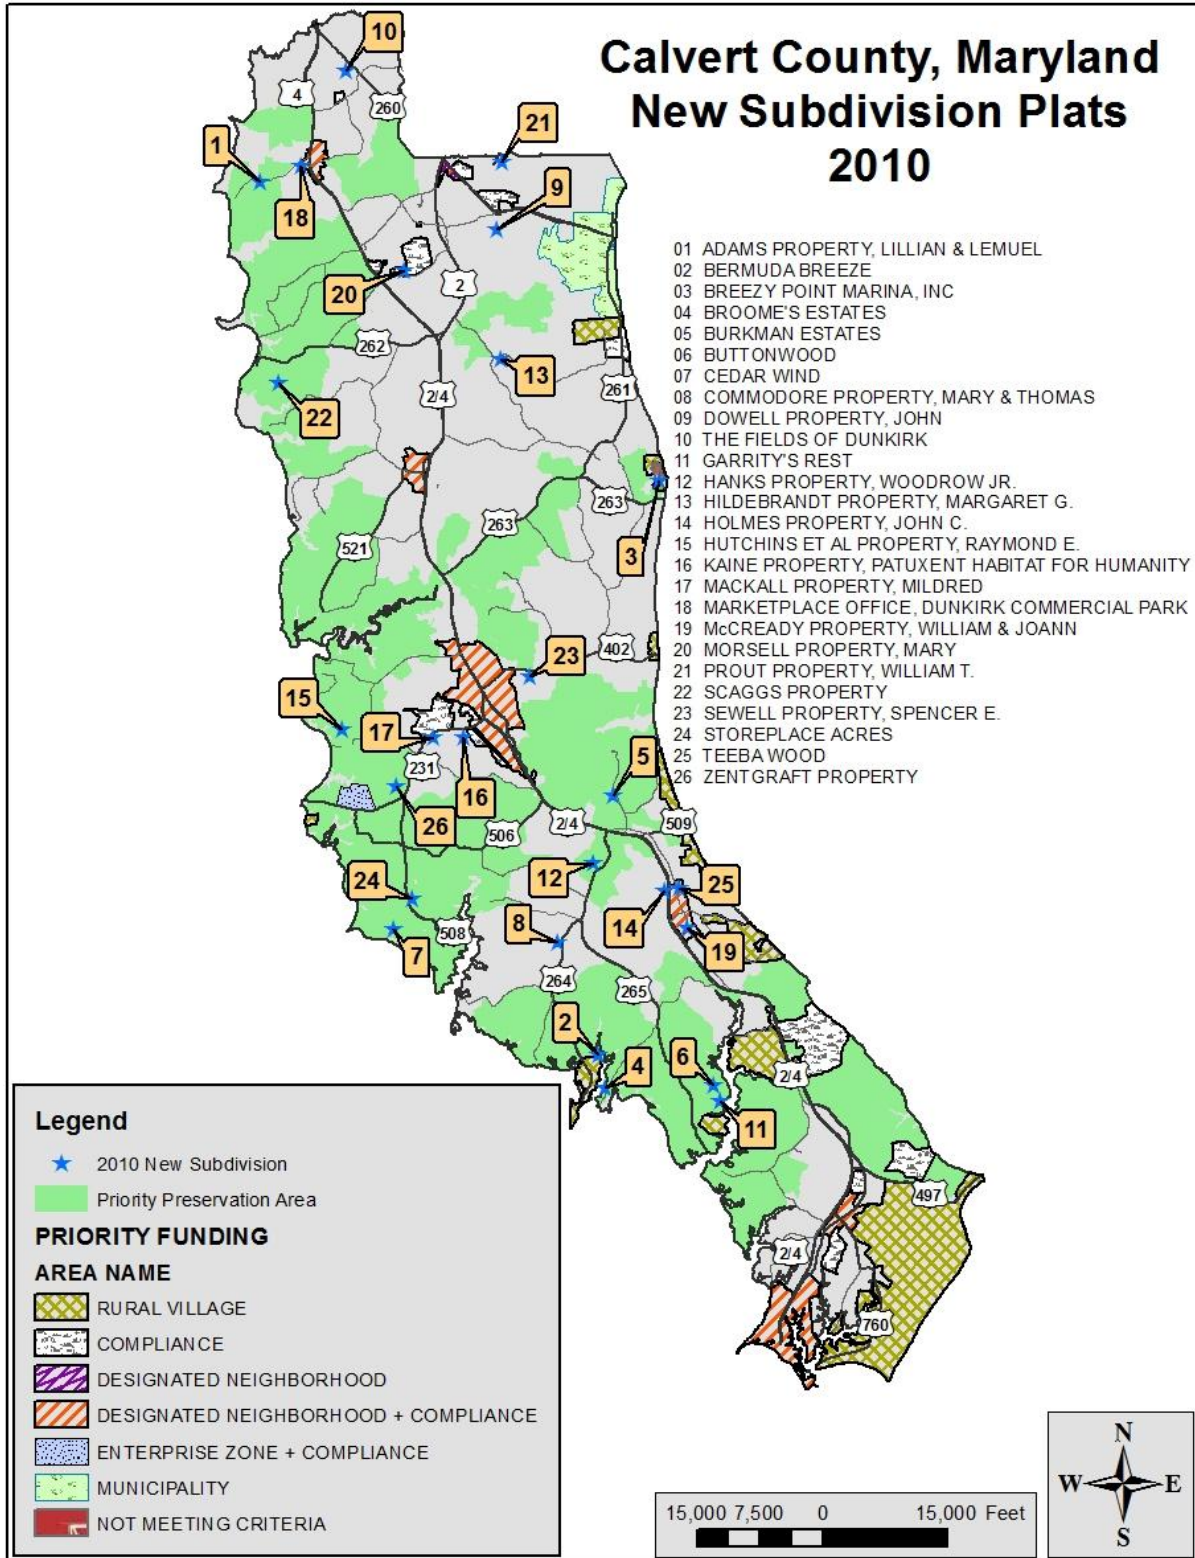 Calvert County, Maryland
New Subdivision Plats
2010
01 ADAMS PROPERTY, LILLIAN & LEMUEL
02 BERMUDA BREEZE
03 BREEZY POINT MARINA, INC
04 BROOME'S ESTATES
05 BURKMAN ESTATES
06 BUTTONWOOD
07 CEDAR WIND
08 COMMODORE PROPERTY, MARY & THOMAS
09 DOWELL PROPERTY, JOHN
10 THE FIELDS OF DUNKIRK
11 GARRITY'S REST
12 HANKS PROPERTY, WOODROW JR.
13 HILDEBRANDT PROPERTY, MARGARET G.
14 HOLMES PROPERTY, JOHN C.
15 HUTCHINS ET AL PROPERTY, RAYMOND E.
16 KAINE PROPERTY, PATUXENT HABITAT FOR HUMANITY
17 MACKALL PROPERTY, MILDRED
18 MARKETPLACE OFFICE, DUNKIRK COMMERCIAL PARK
19 McCREADY PROPERTY, WILLIAM & JOANN
20 MORSELL PROPERTY, MARY
21 PROUT PROPERTY, WILLIAM T.
22 SCAGGS PROPERTY
23 SEWELL PROPERTY, SPENCER E.
24 STOREPLACE ACRES
25 TEEBA WOOD
26 ZENTGRAFT PROPERTY
10
4
260
1
21
18
9
20
2
262
13
2/4
261
22
263
263
521
3
402
23
15
17
231
16
5
26
506
2/4
509
12
24
25
14
7
508
8
19
264
265
2
4
6
2/4
11
497
2/4
760
Legend
2010 New Subdivision
Priority Preservation Area
PRIORITY FUNDING
AREA NAME
RURAL VILLAGE
COMPLIANCE
DESIGNATED NEIGHBORHOOD
DESIGNATED NEIGHBORHOOD + COMPLIANCE
ENTERPRISE ZONE + COMPLIANCE
MUNICIPALITY
NOT MEETING CRITERIA
15,000 7,500 0 15,000 Feet
N
W E
S